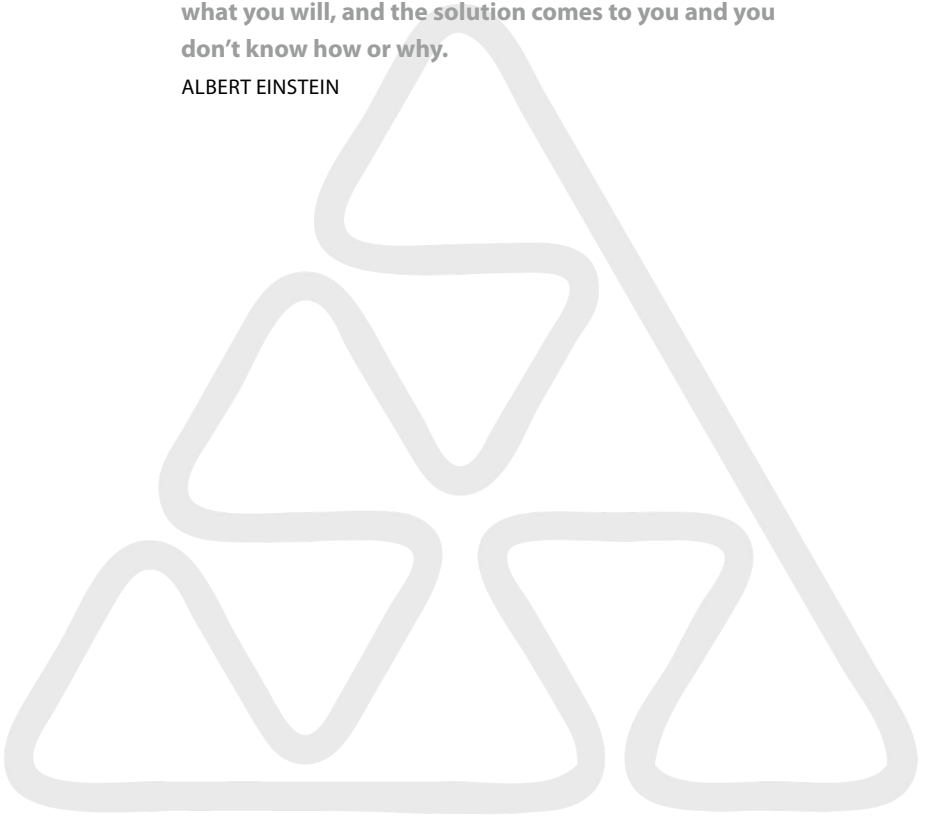 what you will, and the solution comes to you and you
don’t know how or why.
ALBERT EINSTEIN